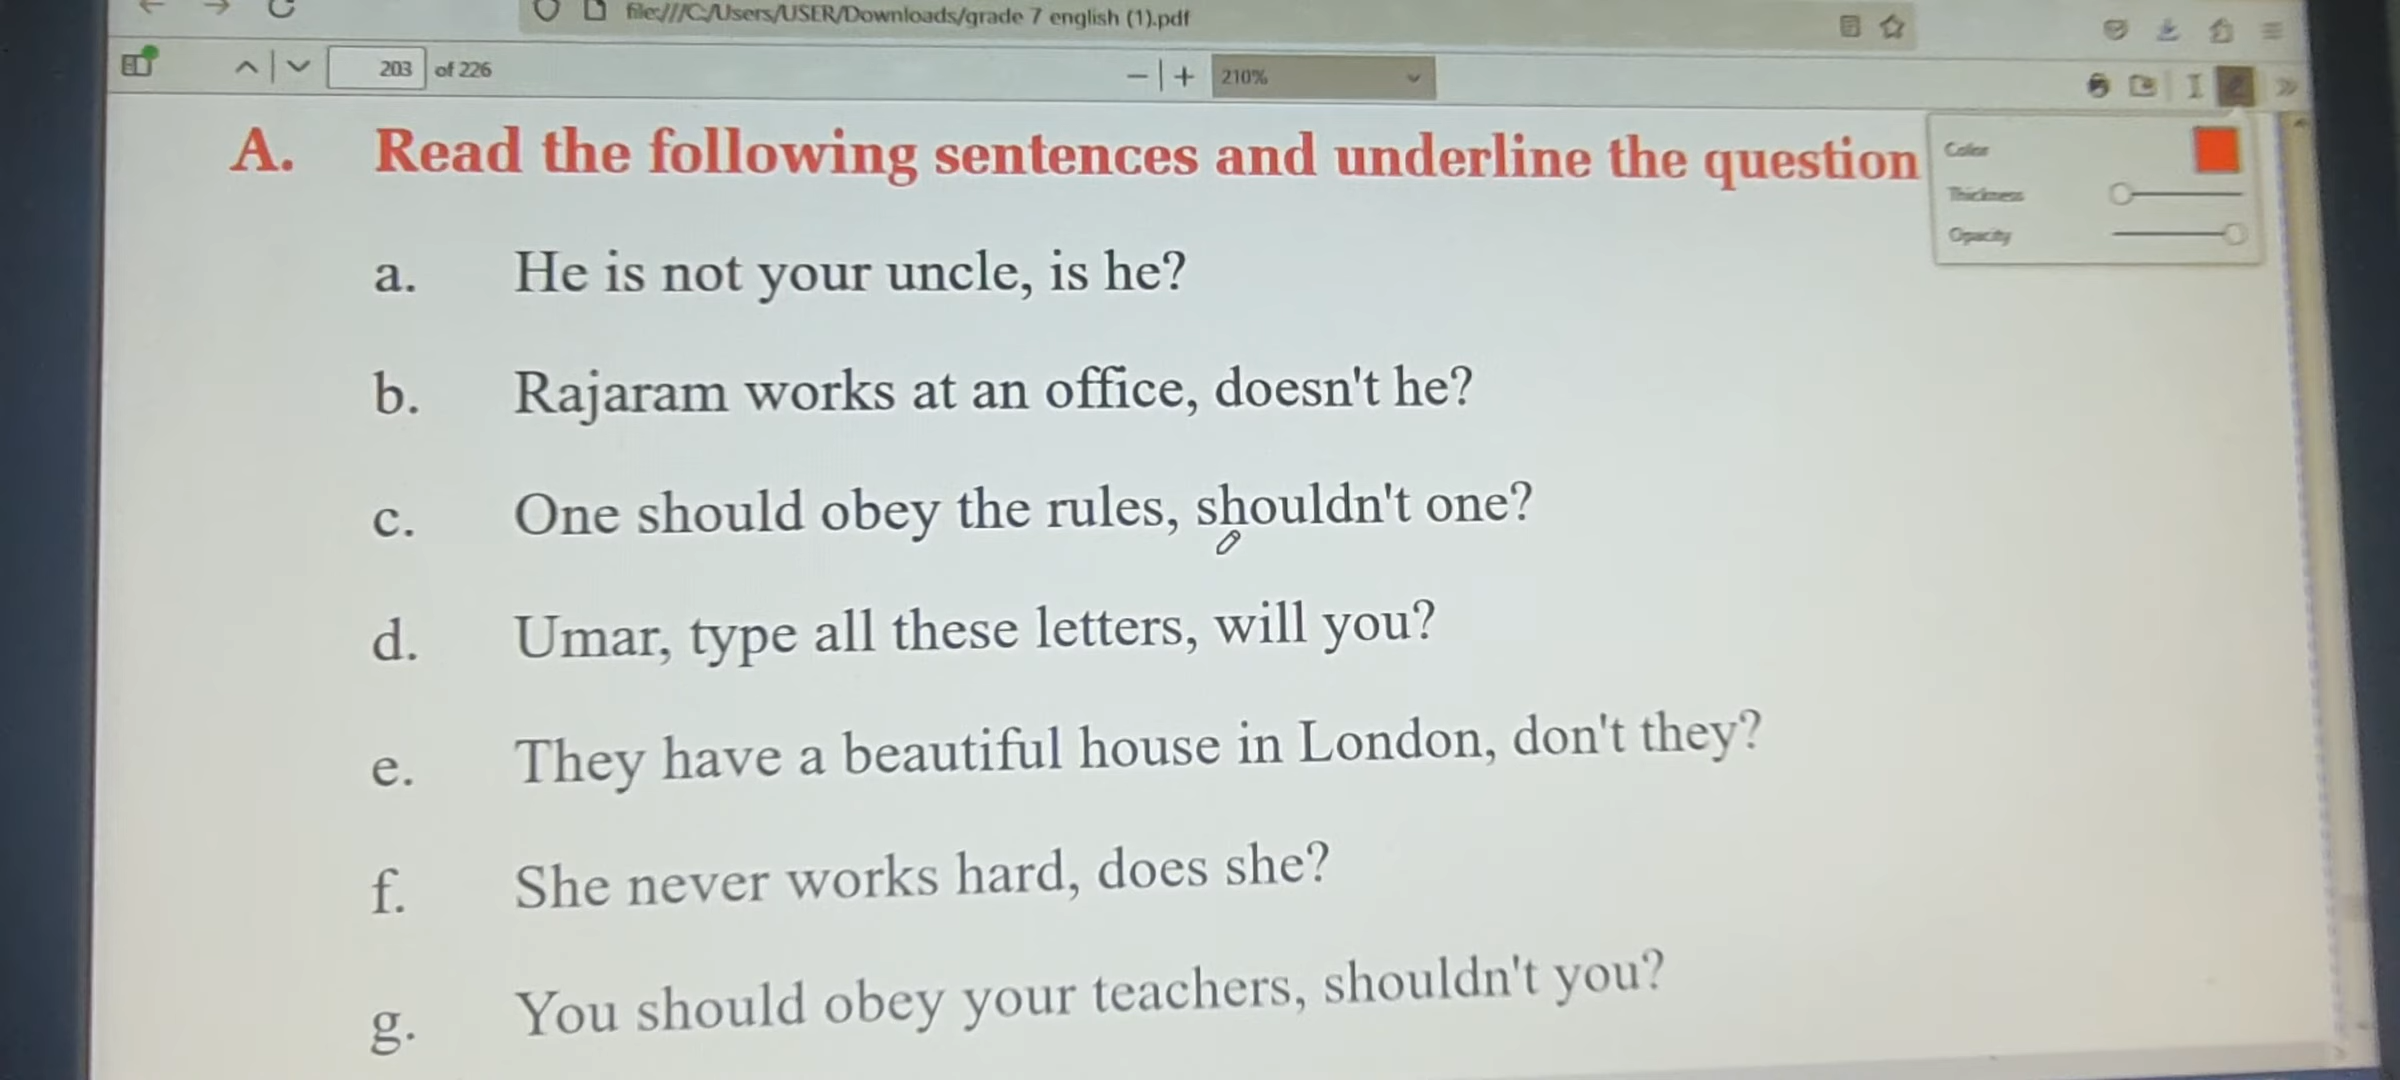 file:///C:/Users/USER/Downloads/grade 7 english (1).pdf
203 of 226
210%
A. Read the following sentences and underline the question
Color
Thickness
Opacity
a. He is not your uncle, is he?
b. Rajaram works at an office, doesn't he?
c. One should obey the rules, shouldn't one?
d. Umar, type all these letters, will you?
e. They have a beautiful house in London, don't they?
f. She never works hard, does she?
g. You should obey your teachers, shouldn't you?